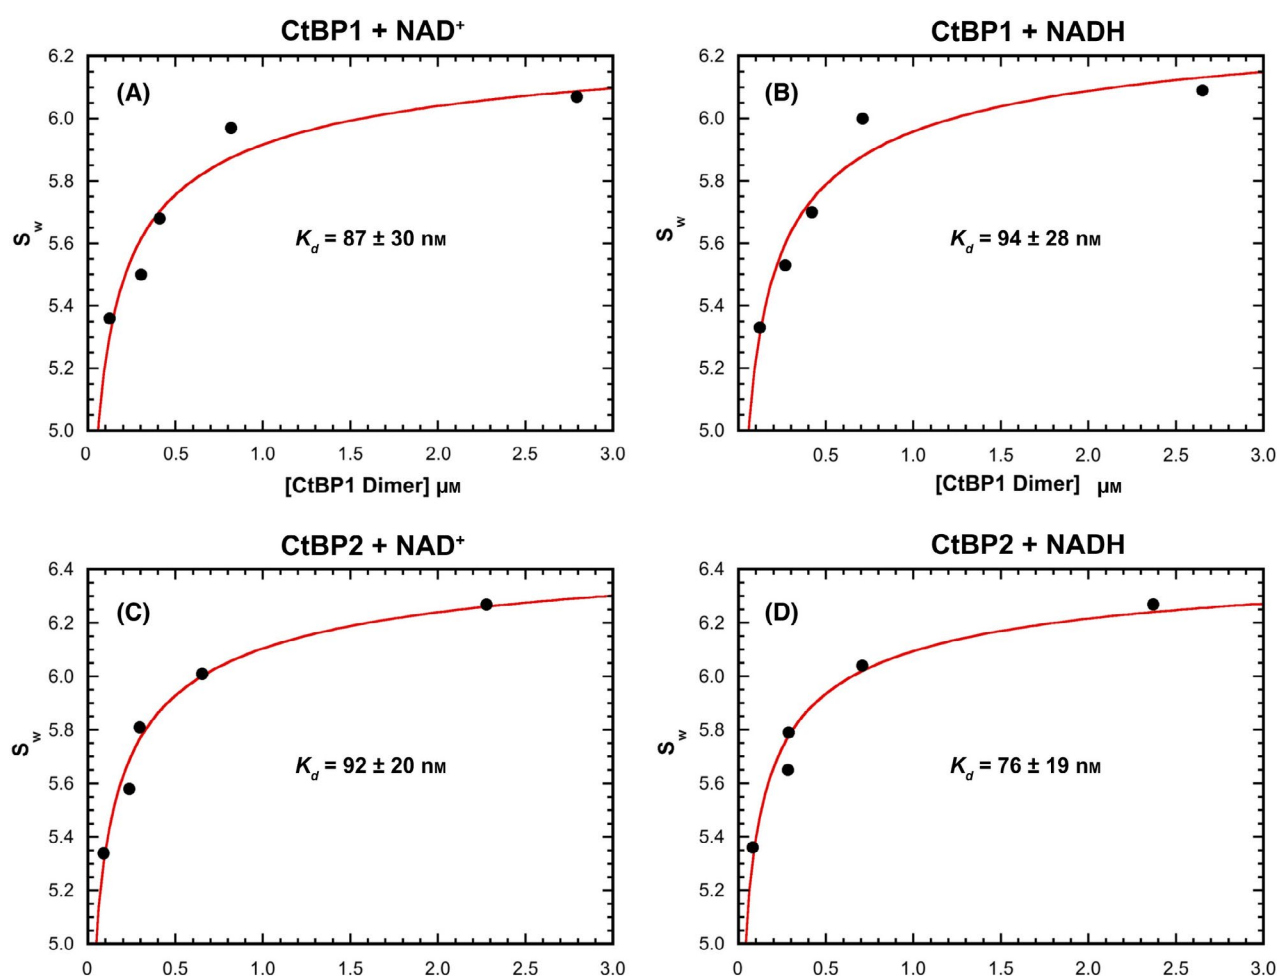 CtBP1 + NAD⁺
(A)
6.2
6.0
5.8
5.6
5.4
5.2
5.0
S_w
K_d = 87 ± 30 nM
0 0.5 1.0 1.5 2.0 2.5 3.0
[CtBP1 Dimer] μM
CtBP1 + NADH
(B)
6.2
6.0
5.8
5.6
5.4
5.2
5.0
S_w
K_d = 94 ± 28 nM
0.5 1.0 1.5 2.0 2.5 3.0
[CtBP1 Dimer] μM
CtBP2 + NAD⁺
(C)
6.4
6.2
6.0
5.8
5.6
5.4
5.2
5.0
S_w
K_d = 92 ± 20 nM
0 0.5 1.0 1.5 2.0 2.5 3.0
CtBP2 + NADH
(D)
6.4
6.2
6.0
5.8
5.6
5.4
5.2
5.0
S_w
K_d = 76 ± 19 nM
0 0.5 1.0 1.5 2.0 2.5 3.0